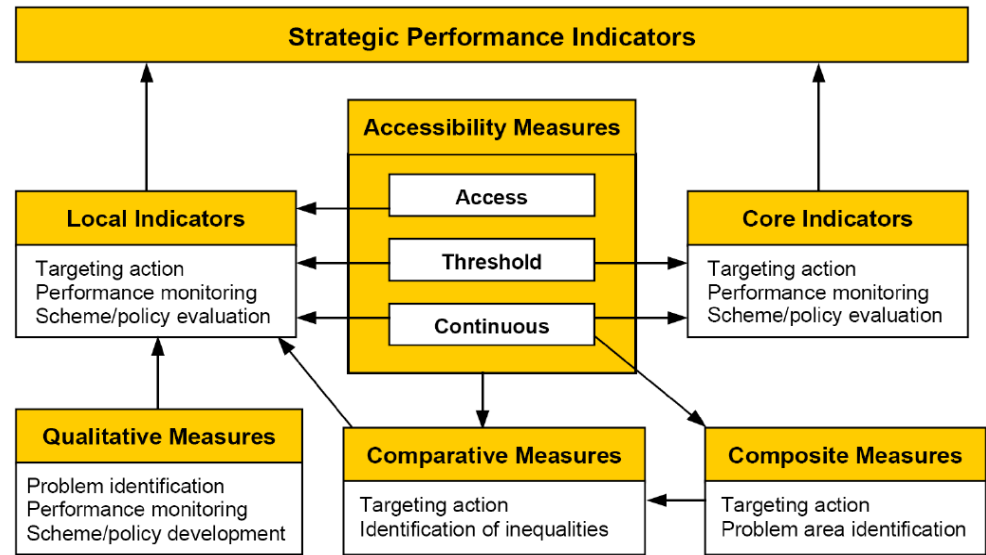 Strategic Performance Indicators
Accessibility Measures
Access
Threshold
Continuous
Local Indicators
Targeting action
Performance monitoring
Scheme/policy evaluation
Core Indicators
Targeting action
Performance monitoring
Scheme/policy evaluation
Qualitative Measures
Problem identification
Performance monitoring
Scheme/policy development
Comparative Measures
Targeting action
Identification of inequalities
Composite Measures
Targeting action
Problem area identification